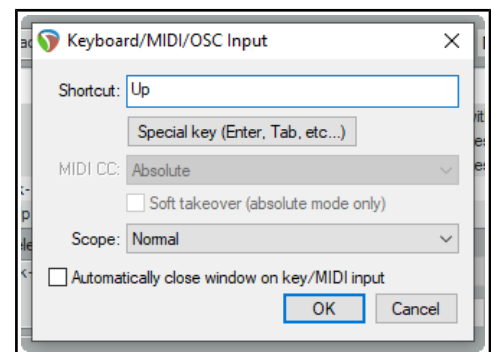 Keyboard/MIDI/OSC Input
Shortcut: Up
Special key (Enter, Tab, etc...)
MIDI CC: Absolute
Soft takeover (absolute mode only)
Scope: Normal
Automatically close window on key/MIDI input
OK Cancel